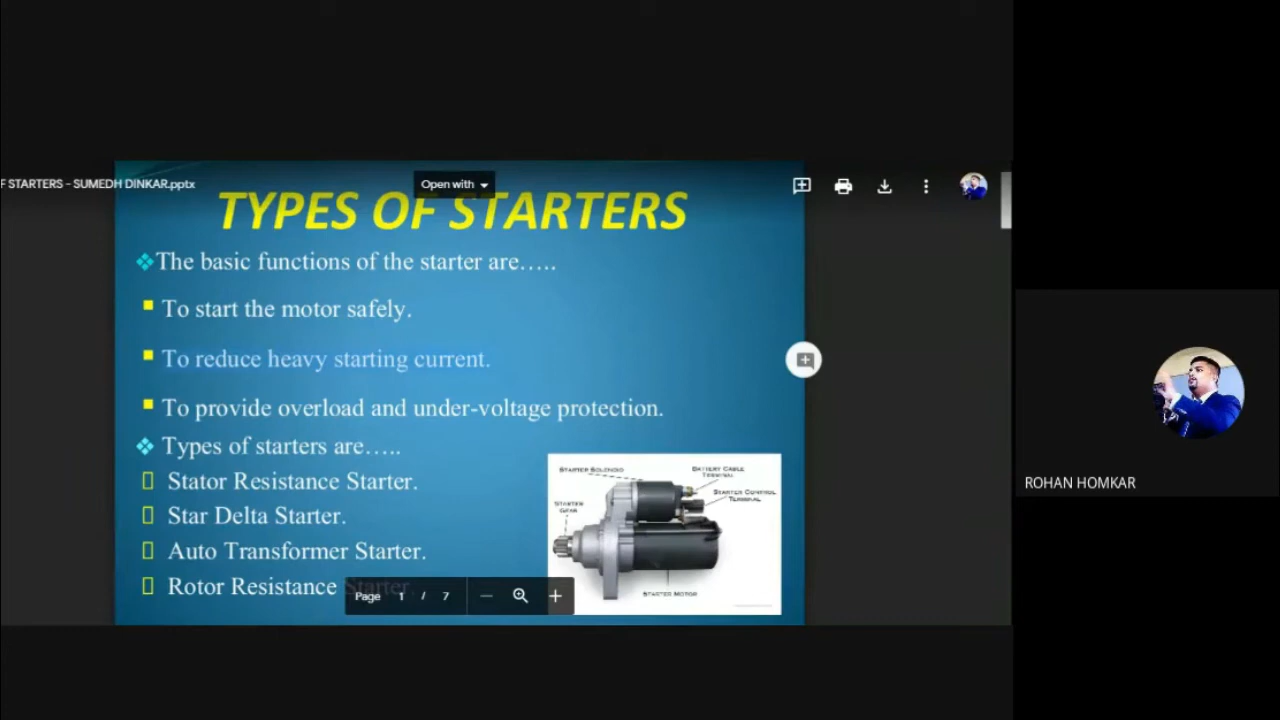 F STARTERS - SUMEDH DINKAR.pptx
Open with
TYPES OF STARTERS
The basic functions of the starter are.....
To start the motor safely.
To reduce heavy starting current.
To provide overload and under-voltage protection.
Types of starters are.....
Stator Resistance Starter.
Star Delta Starter.
Auto Transformer Starter.
Rotor Resistance Starter.
STARTER SOLENOID
BATTERY CABLE
TERMINAL
STARTER CONTROL
TERMINAL
STARTER
GEAR
STARTER MOTOR
Page 1 / 7
ROHAN HOMKAR